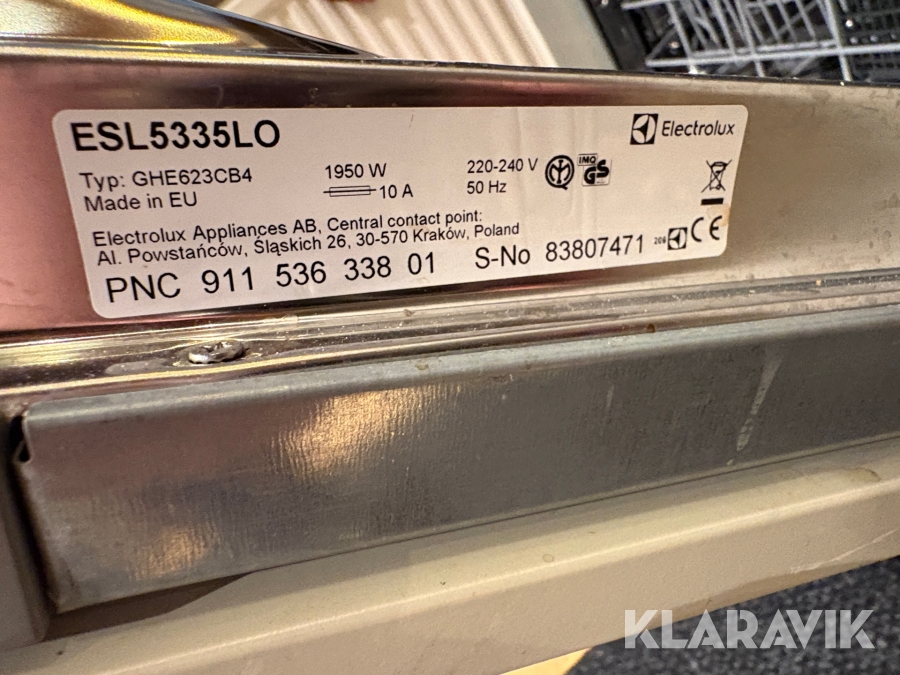 ESL5335LO
Electrolux
Typ: GHE623CB4
1950 W
220-240 V
IMQ
GS
Made in EU
10 A
50 Hz
Electrolux Appliances AB, Central contact point:
Al. Powstańców, Śląskich 26, 30-570 Kraków, Poland
PNC 911 536 338 01 S-No 83807471
CE
KLARAVIK